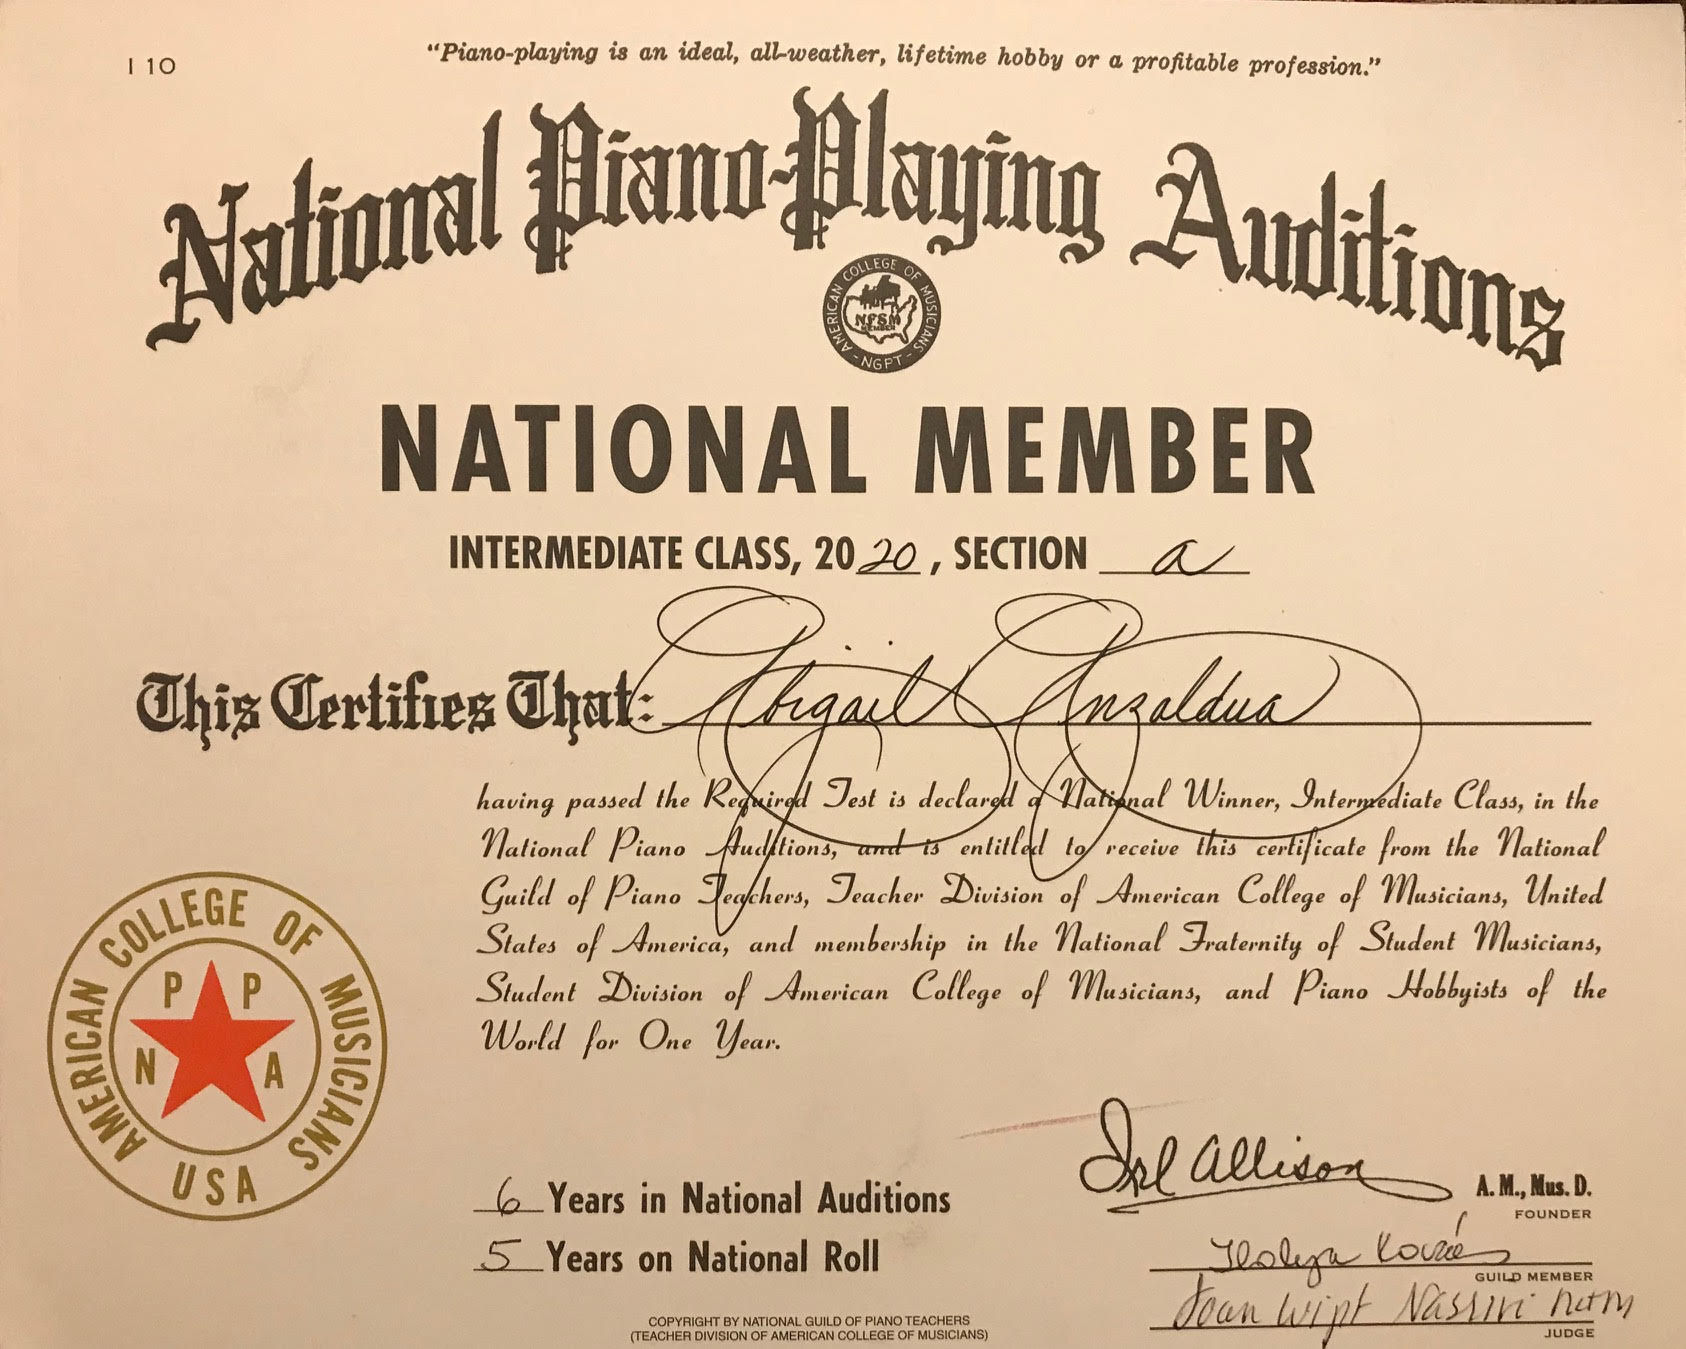 I 10
"Piano-playing is an ideal, all-weather, lifetime hobby or a profitable profession."
National Piano-Playing Auditions
AMERICAN COLLEGE OF MUSICIANS
NFSM
MEMBER
- NGPT -
NATIONAL MEMBER
INTERMEDIATE CLASS, 2020, SECTION a
This Certifies That: Abigail Anzaldua
having passed the Required Test is declared a National Winner, Intermediate Class, in the
National Piano Auditions, and is entitled to receive this certificate from the National
Guild of Piano Teachers, Teacher Division of American College of Musicians, United
States of America, and membership in the National Fraternity of Student Musicians,
Student Division of American College of Musicians, and Piano Hobbyists of the
World for One Year.
AMERICAN COLLEGE OF MUSICIANS
P P
N A
USA
Irl Allison A.M., Mus. D.
FOUNDER
6 Years in National Auditions
5 Years on National Roll
GUILD MEMBER
Joan
JUDGE
COPYRIGHT BY NATIONAL GUILD OF PIANO TEACHERS
(TEACHER DIVISION OF AMERICAN COLLEGE OF MUSICIANS)